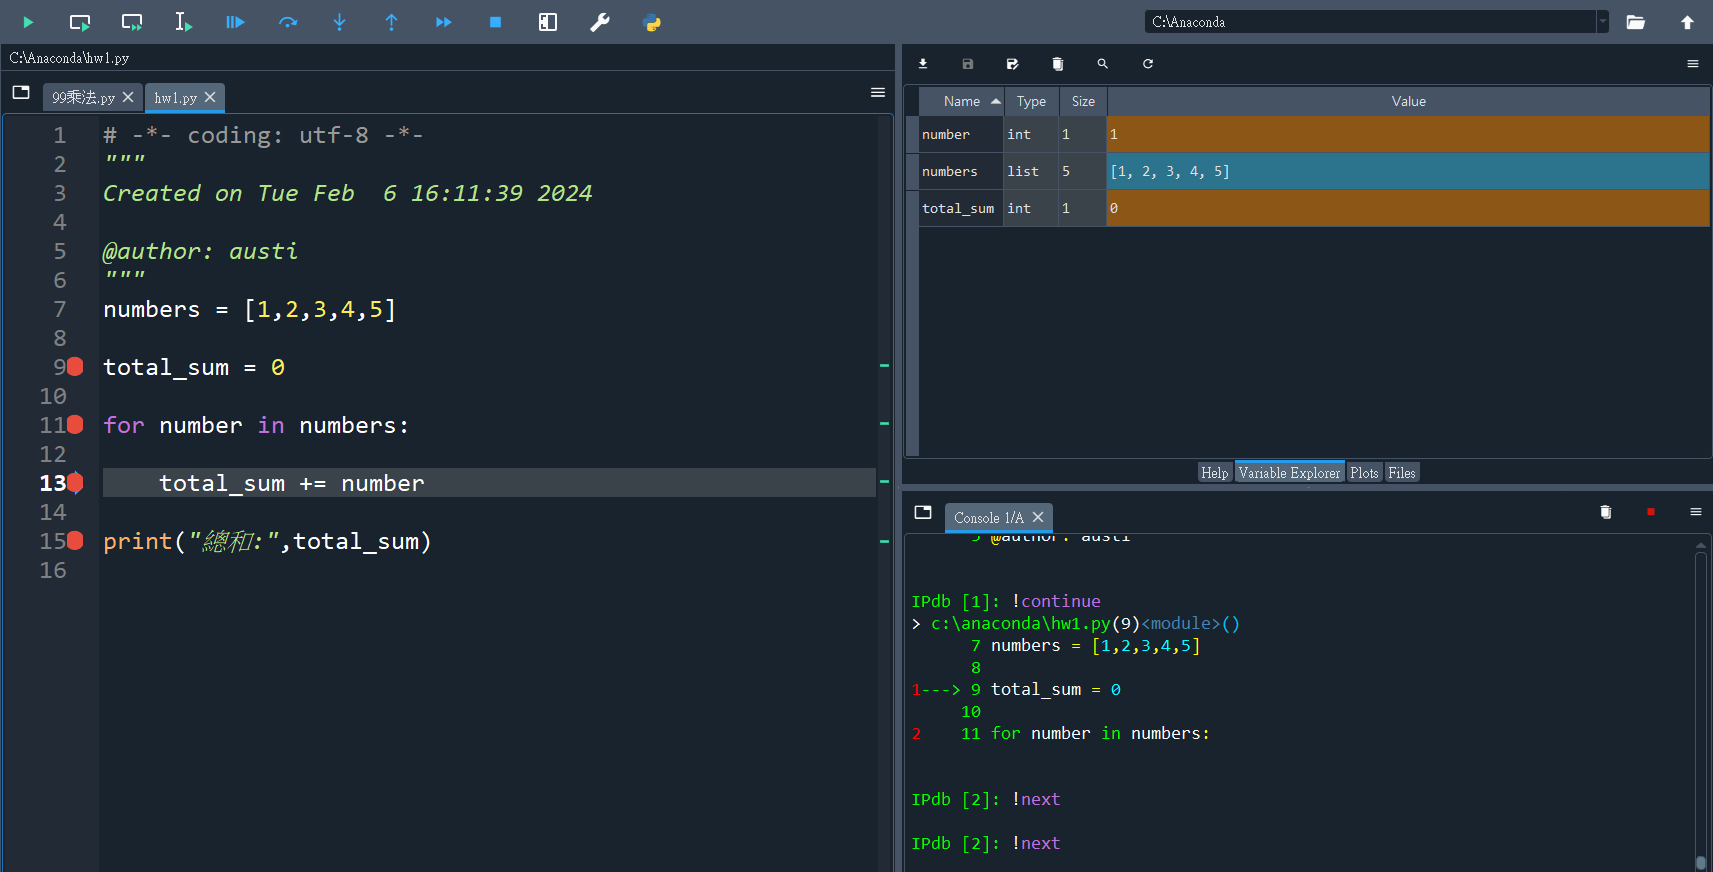 C:\Anaconda
C:\Anaconda\hw1.py
99乘法.py
hw1.py
1 # -*- coding: utf-8 -*-
2 """
3 Created on Tue Feb  6 16:11:39 2024
4
5 @author: austi
6 """
7 numbers = [1,2,3,4,5]
8
9 total_sum = 0
10
11 for number in numbers:
12
13     total_sum += number
14
15 print("總和:",total_sum)
16
Name Type Size Value
number int 1 1
numbers list 5 [1, 2, 3, 4, 5]
total_sum int 1 0
Help Variable Explorer Plots Files
Console 1/A
5 @author: austi
IPdb [1]: !continue
> c:\anaconda\hw1.py(9)<module>()
7 numbers = [1,2,3,4,5]
8
1---> 9 total_sum = 0
10
2 11 for number in numbers:
IPdb [2]: !next
IPdb [2]: !next